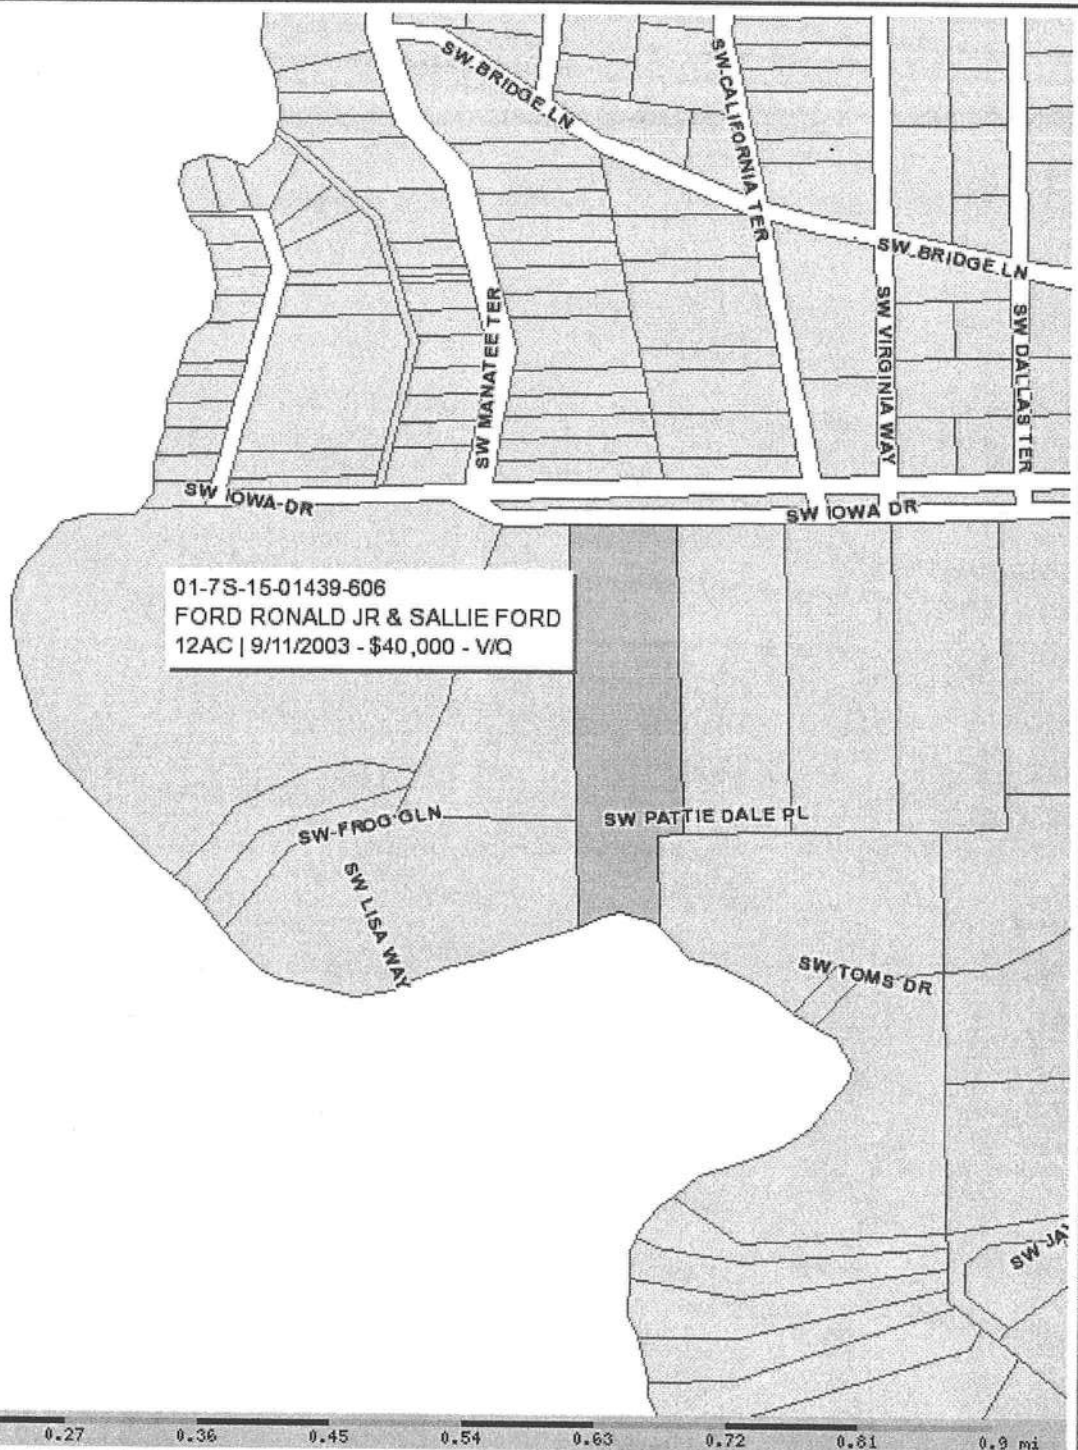 SW BRIDGE LN
SW CALIFORNIA TER
SW BRIDGE LN
SW MANATEE TER
SW VIRGINIA WAY
SW DALLAS TER
SW IOWA DR
SW IOWA DR
01-7S-15-01439-606
FORD RONALD JR & SALLIE FORD
12AC | 9/11/2003 - $40,000 - V/Q
SW FROG GLN
SW PATTIE DALE PL
SW LISA WAY
SW TOMS DR
SW JA
0.27 0.36 0.45 0.54 0.63 0.72 0.81 0.9 mi